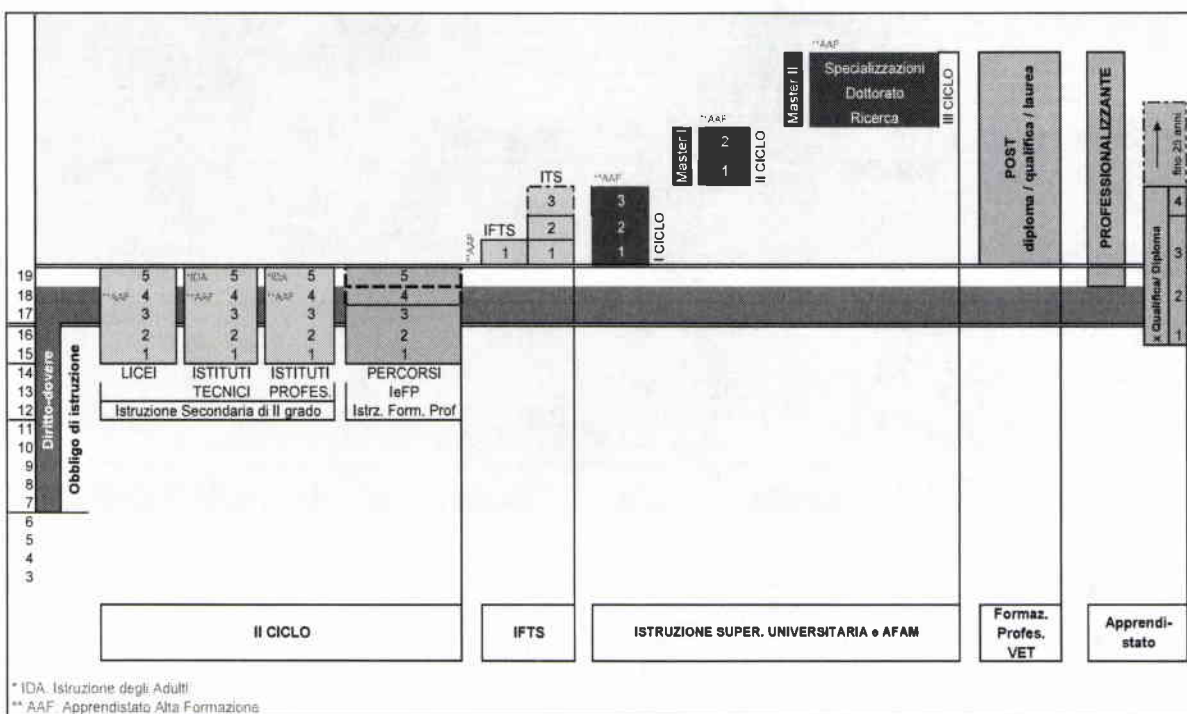 **AAF
Specializzazioni
Dottorato
Ricerca
Master II
III CICLO
**AAF
2
1
Master I
II CICLO
**AAF
3
2
1
I CICLO
ITS
3
2
1
IFTS
1
**AAF
POST
diploma / qualifica / laurea
PROFESSIONALIZZANTE
fino 29 anni
4
3
2
1
x Qualifica/ Diploma
19
18
17
16
15
14
13
12
11
10
9
8
7
6
5
4
3
Diritto-dovere
Obbligo di istruzione
5
**AAF 4
3
2
1
LICEI
*IDA 5
**AAF 4
3
2
1
ISTITUTI
TECNICI
*IDA 5
**AAF 4
3
2
1
ISTITUTI
PROFES.
Istruzione Secondaria di II grado
5
4
3
2
1
PERCORSI
IeFP
Istrz. Form. Prof
II CICLO
IFTS
ISTRUZIONE SUPER. UNIVERSITARIA e AFAM
Formaz.
Profes.
VET
Apprendi-
stato
* IDA. Istruzione degli Adulti
** AAF. Apprendistato Alta Formazione